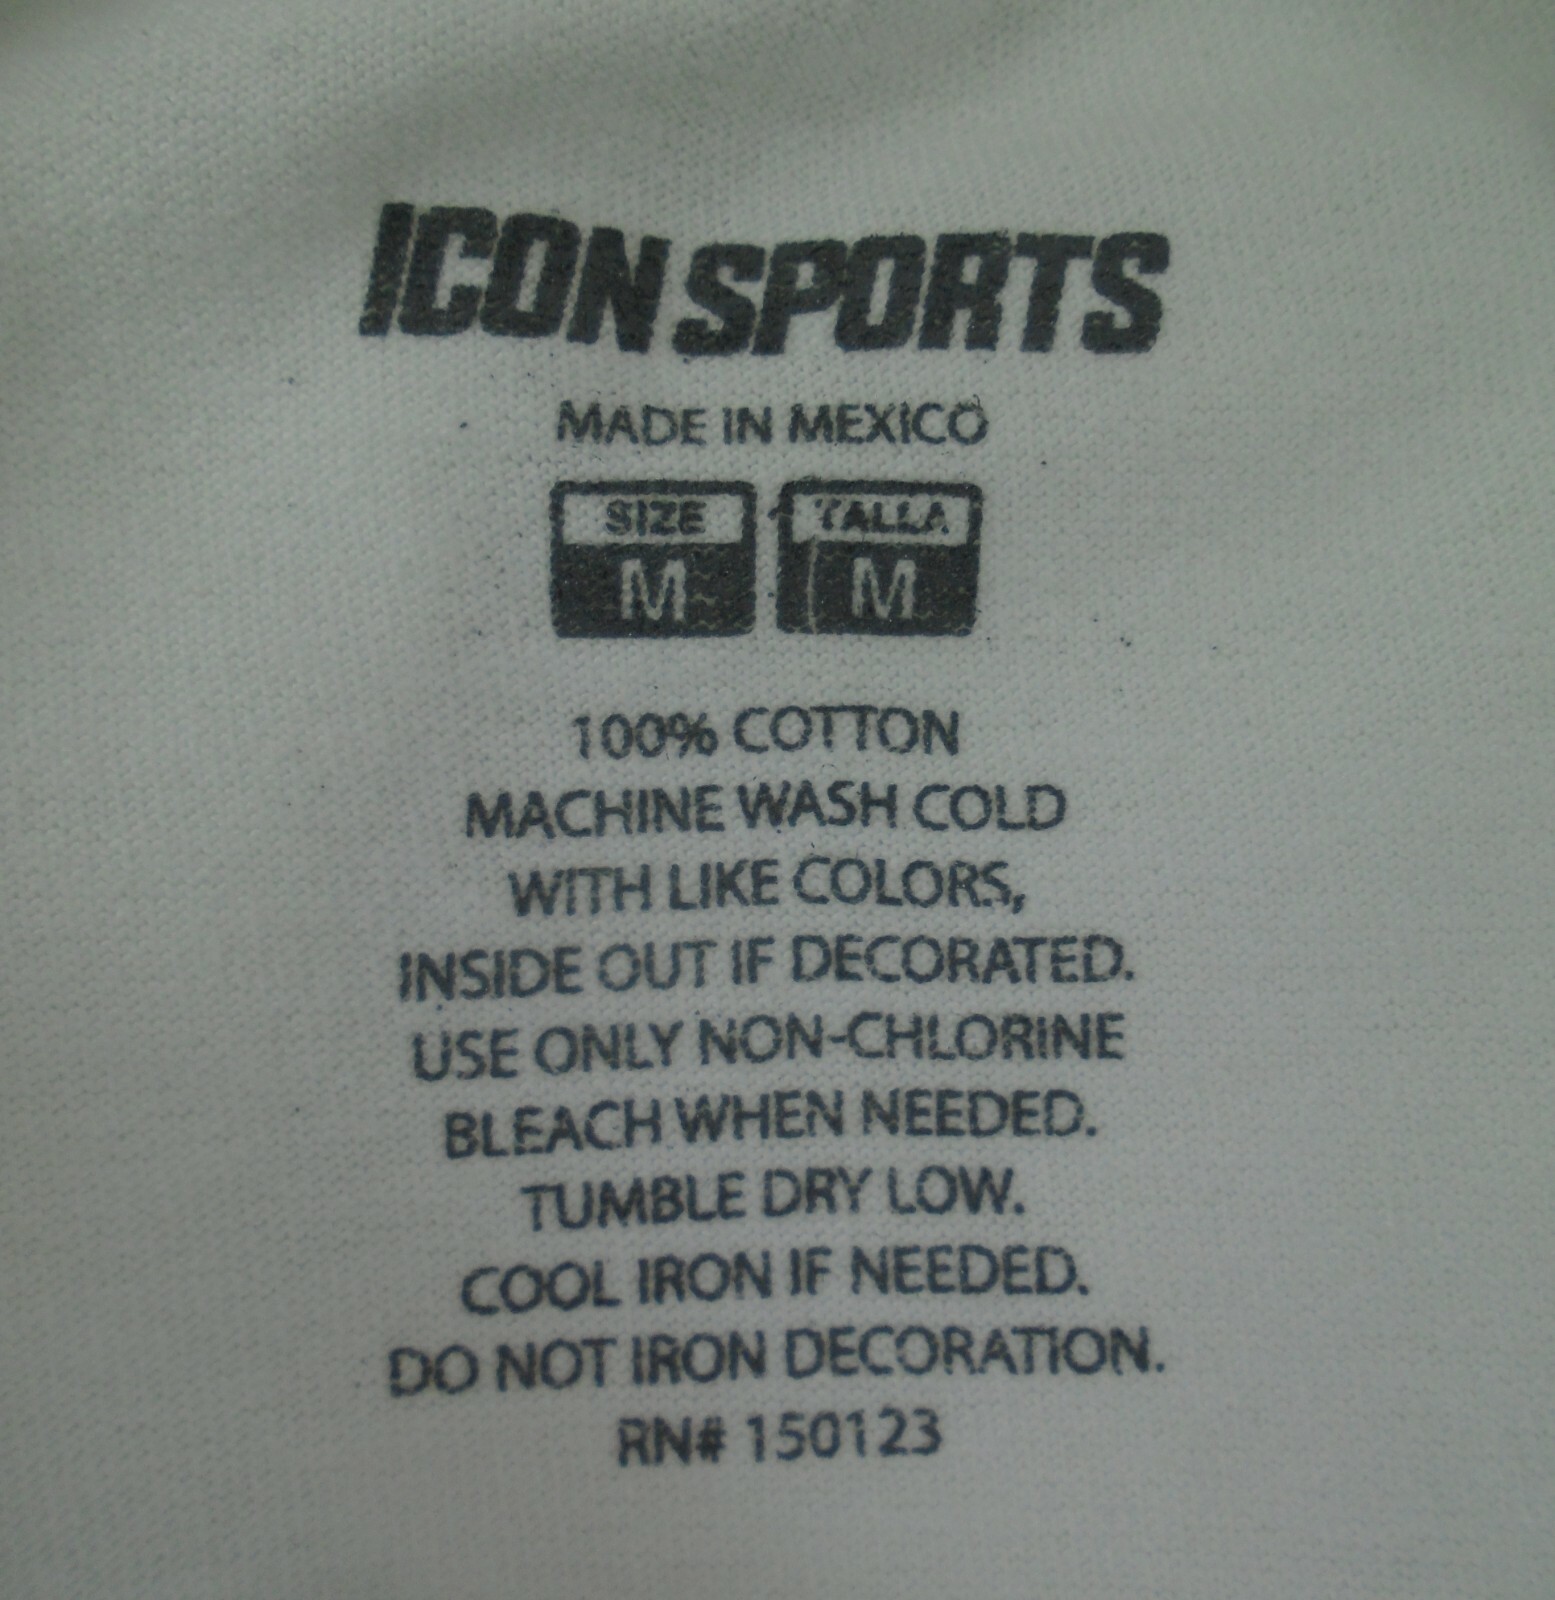 ICON SPORTS
MADE IN MEXICO
SIZE TALLA
M M
100% COTTON
MACHINE WASH COLD
WITH LIKE COLORS,
INSIDE OUT IF DECORATED.
USE ONLY NON-CHLORINE
BLEACH WHEN NEEDED.
TUMBLE DRY LOW.
COOL IRON IF NEEDED.
DO NOT IRON DECORATION.
RN# 150123